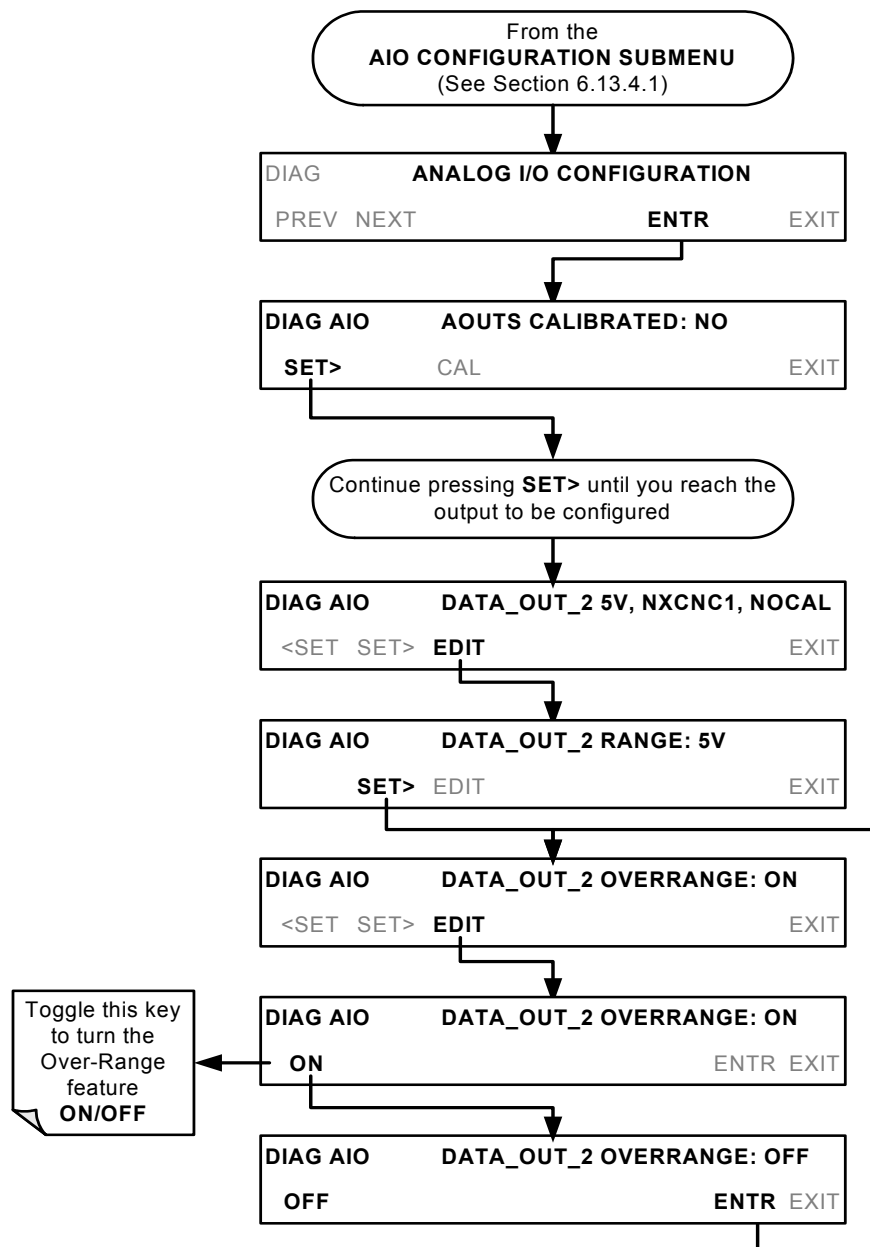 From the
AIO CONFIGURATION SUBMENU
(See Section 6.13.4.1)
DIAG ANALOG I/O CONFIGURATION
PREV NEXT ENTR EXIT
DIAG AIO AOUTS CALIBRATED: NO
SET> CAL EXIT
Continue pressing SET> until you reach the
output to be configured
DIAG AIO DATA_OUT_2 5V, NXCNC1, NOCAL
<SET SET> EDIT EXIT
DIAG AIO DATA_OUT_2 RANGE: 5V
SET> EDIT EXIT
DIAG AIO DATA_OUT_2 OVERRANGE: ON
<SET SET> EDIT EXIT
Toggle this key
to turn the
Over-Range
feature
ON/OFF
DIAG AIO DATA_OUT_2 OVERRANGE: ON
ON ENTR EXIT
DIAG AIO DATA_OUT_2 OVERRANGE: OFF
OFF ENTR EXIT